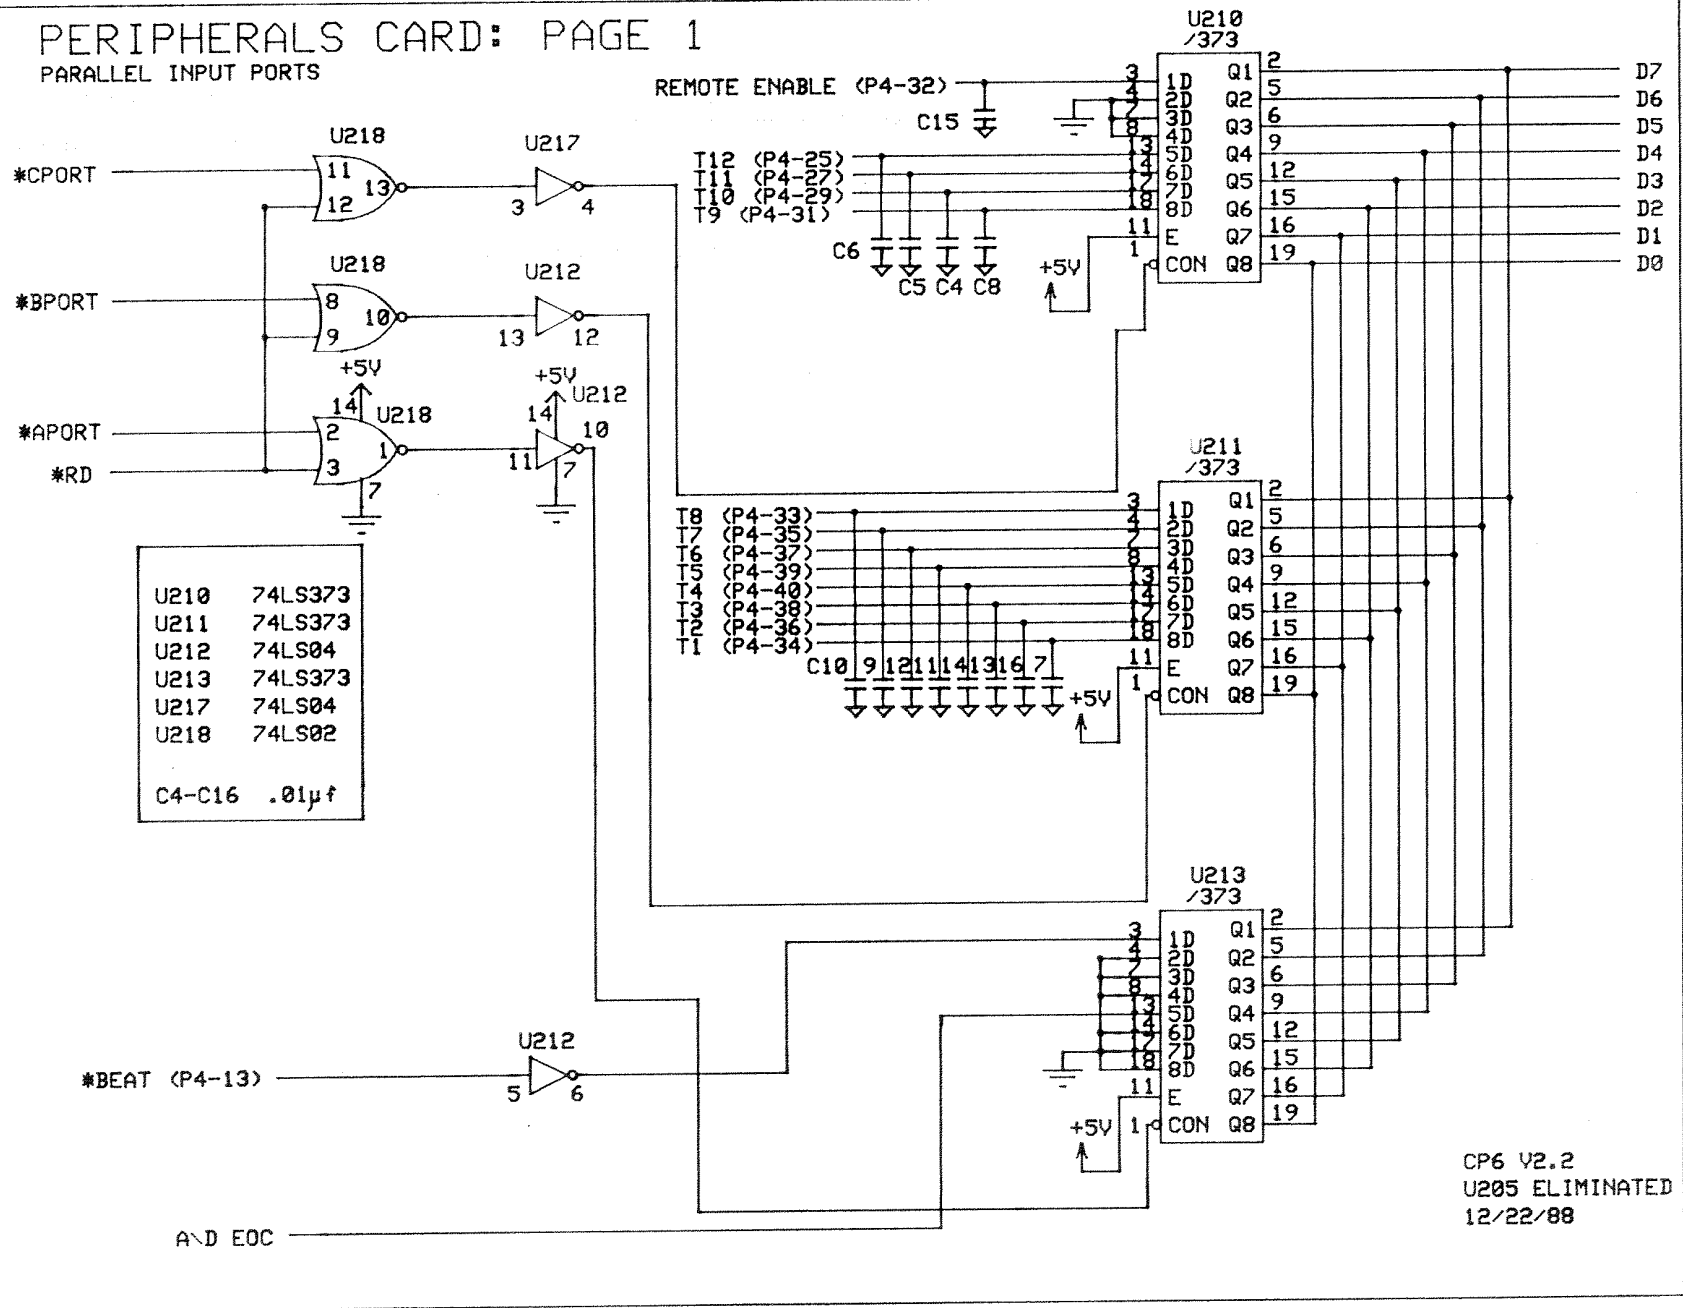 PERIPHERALS CARD: PAGE 1
PARALLEL INPUT PORTS
*CPORT
U218
11
12
13
U217
3
4
*BPORT
U218
8
9
10
U212
13
12
*APORT
*RD
+5V
14
U218
2
3
1
7
+5V
14
U212
11
10
7
U210 74LS373
U211 74LS373
U212 74LS04
U213 74LS373
U217 74LS04
U218 74LS02
C4-C16 .01µf
*BEAT (P4-13)
U212
5
6
A\D EOC
REMOTE ENABLE (P4-32)
C15
T12 (P4-25)
T11 (P4-27)
T10 (P4-29)
T9 (P4-31)
C6
C5 C4 C8
+5V
U210
/373
3 1D Q1 2
4 2D Q2 5
7 3D Q3 6
8 4D Q4 9
13 5D Q5 12
14 6D Q6 15
17 7D Q7 16
18 8D Q8 19
11 E
1 CON
D7
D6
D5
D4
D3
D2
D1
D0
T8 (P4-33)
T7 (P4-35)
T6 (P4-37)
T5 (P4-39)
T4 (P4-40)
T3 (P4-38)
T2 (P4-36)
T1 (P4-34)
C10 9 12 11 14 13 16 7
+5V
U211
/373
3 1D Q1 2
4 2D Q2 5
7 3D Q3 6
8 4D Q4 9
13 5D Q5 12
14 6D Q6 15
17 7D Q7 16
18 8D Q8 19
11 E
1 CON
U213
/373
3 1D Q1 2
4 2D Q2 5
7 3D Q3 6
8 4D Q4 9
13 5D Q5 12
14 6D Q6 15
17 7D Q7 16
18 8D Q8 19
11 E
1 CON
+5V
CP6 V2.2
U205 ELIMINATED
12/22/88